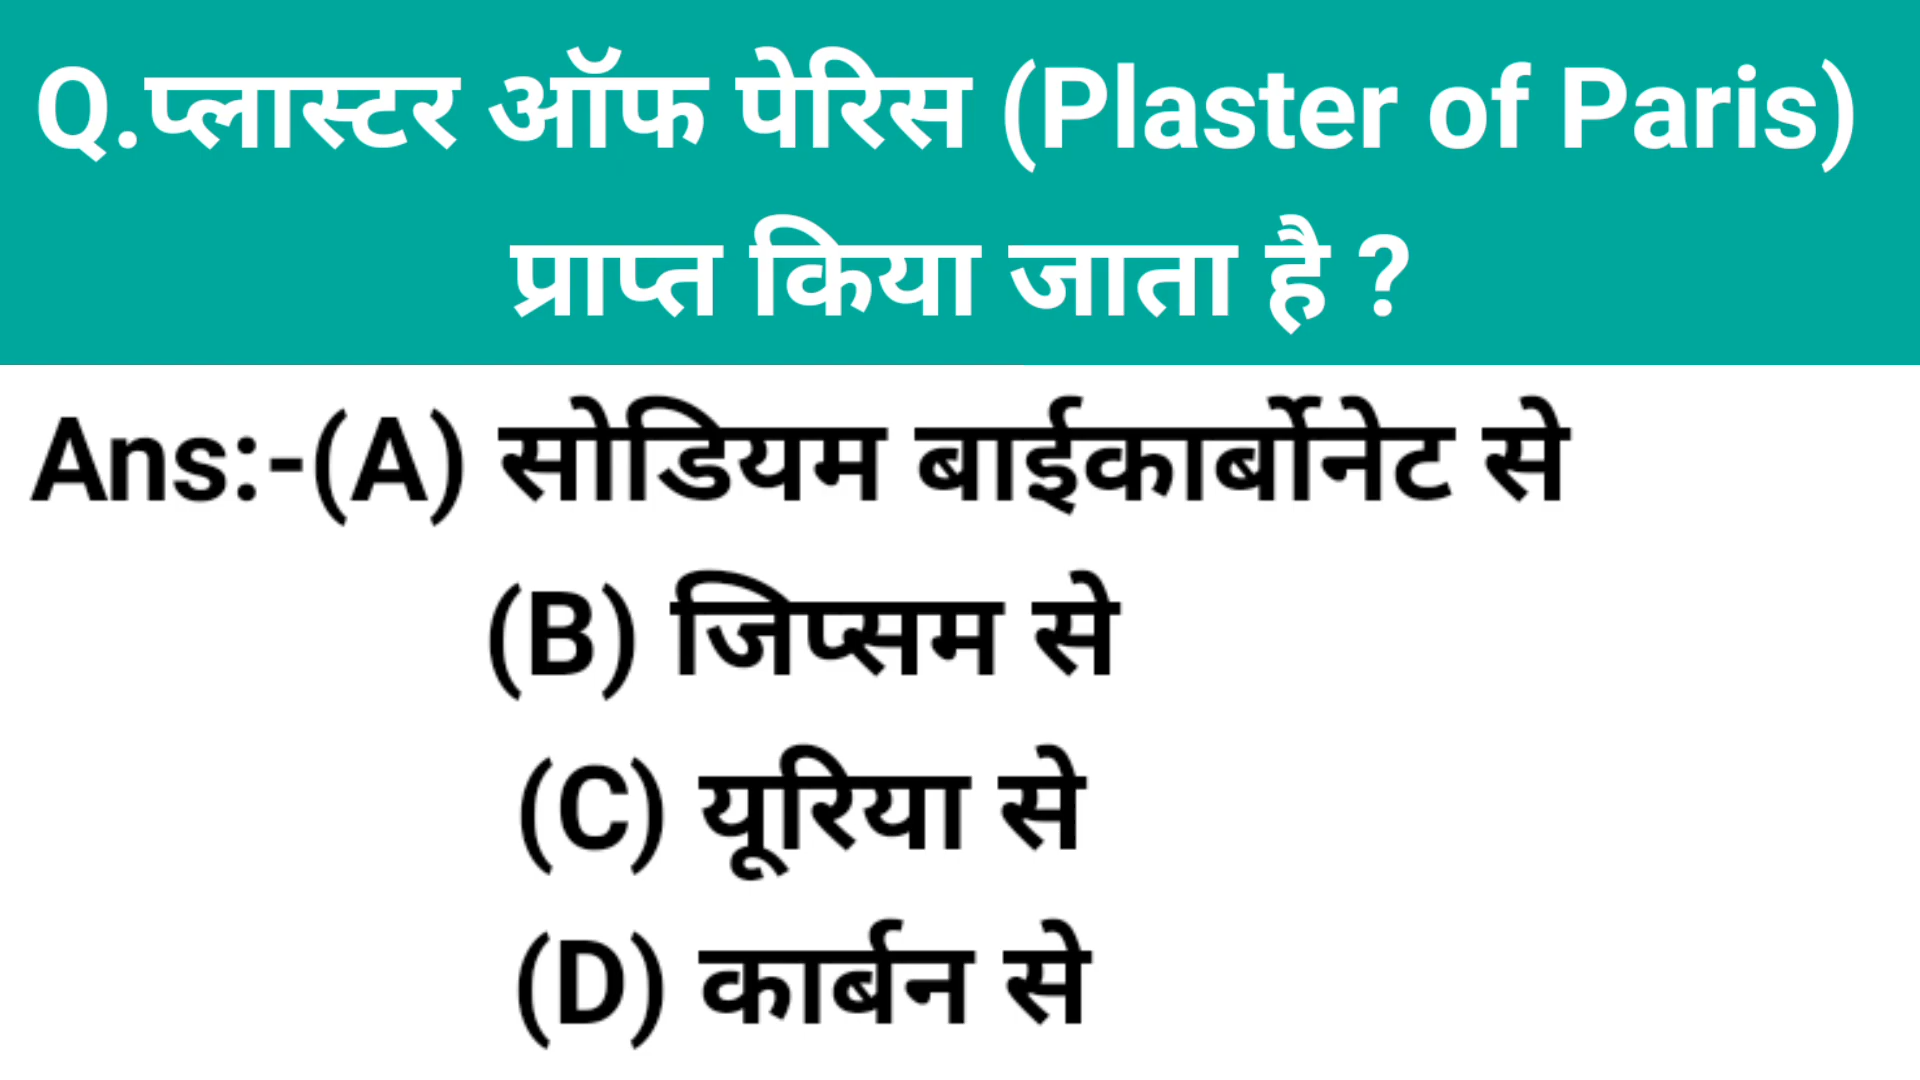 Q.प्लास्टर ऑफ पेरिस (Plaster of Paris)
प्राप्त किया जाता है ?
Ans:-(A) सोडियम बाईकार्बोनेट से
(B) जिप्सम से
(C) यूरिया से
(D) कार्बन से